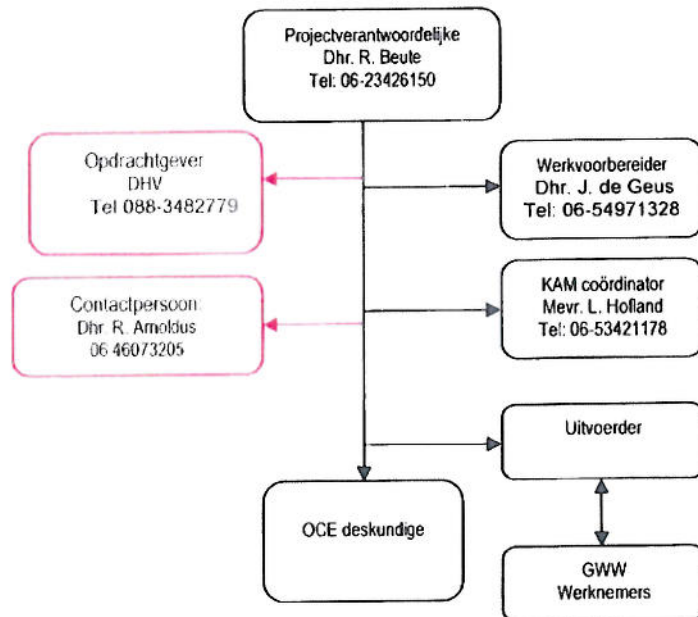 Projectverantwoordelijke
Dhr. R. Beute
Tel: 06-23426150
Opdrachtgever
DHV
Tel 088-3482779
Werkvoorbereider
Dhr. J. de Geus
Tel: 06-54971328
Contactpersoon:
Dhr. R. Arnoldus
06 46073205
KAM coördinator
Mevr. L. Hofland
Tel: 06-53421178
Uitvoerder
OCE deskundige
GWW
Werknemers